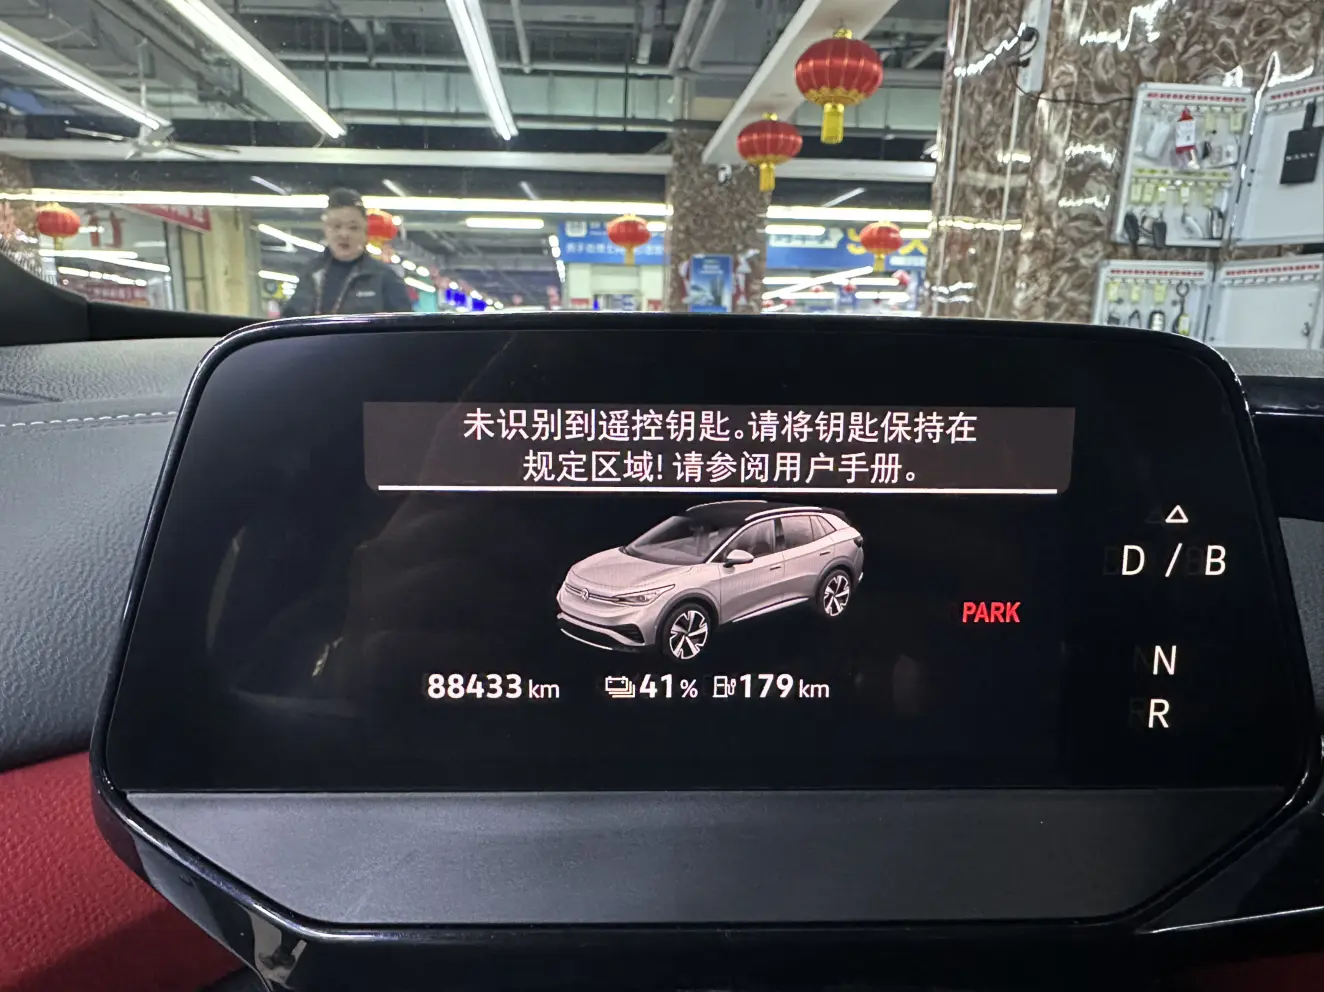 未识别到遥控钥匙。请将钥匙保持在
规定区域! 请参阅用户手册。
D / B
PARK
N
R
88433 km
41 %
179 km